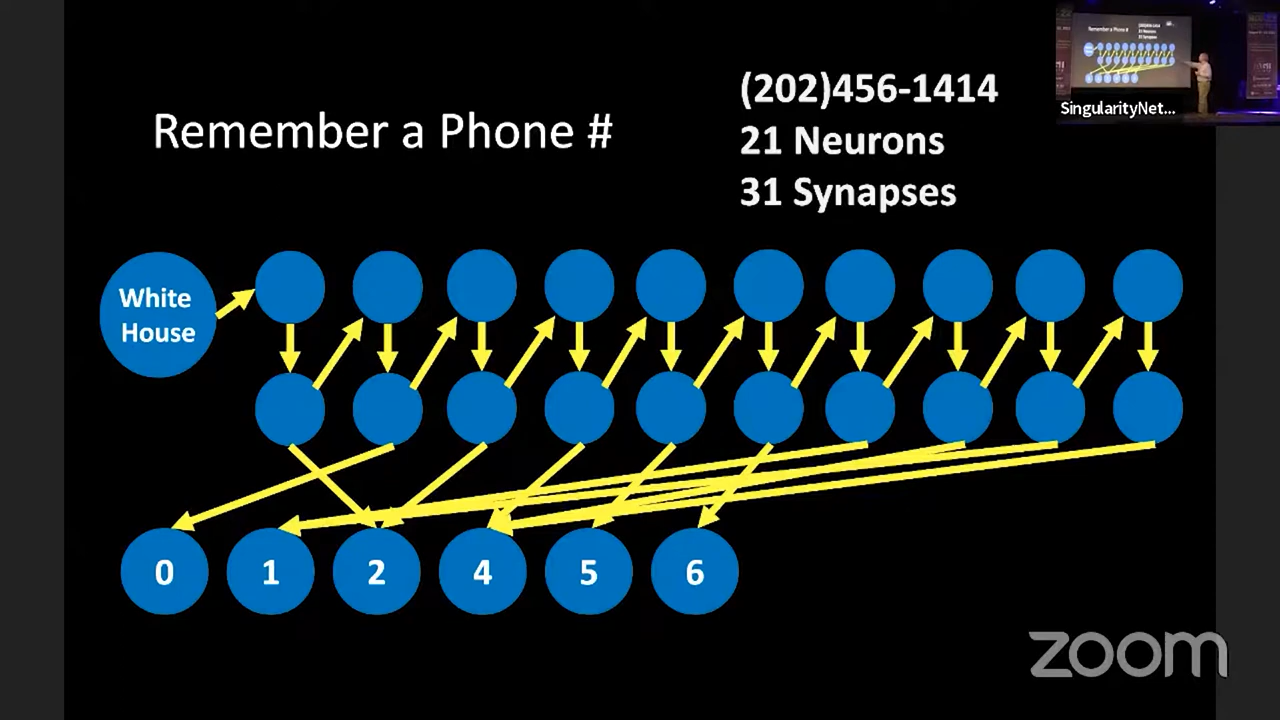 Remember a Phone #
(202)456-1414
21 Neurons
31 Synapses
SingularityNet...
White
House
0 1 2 4 5 6
zoom